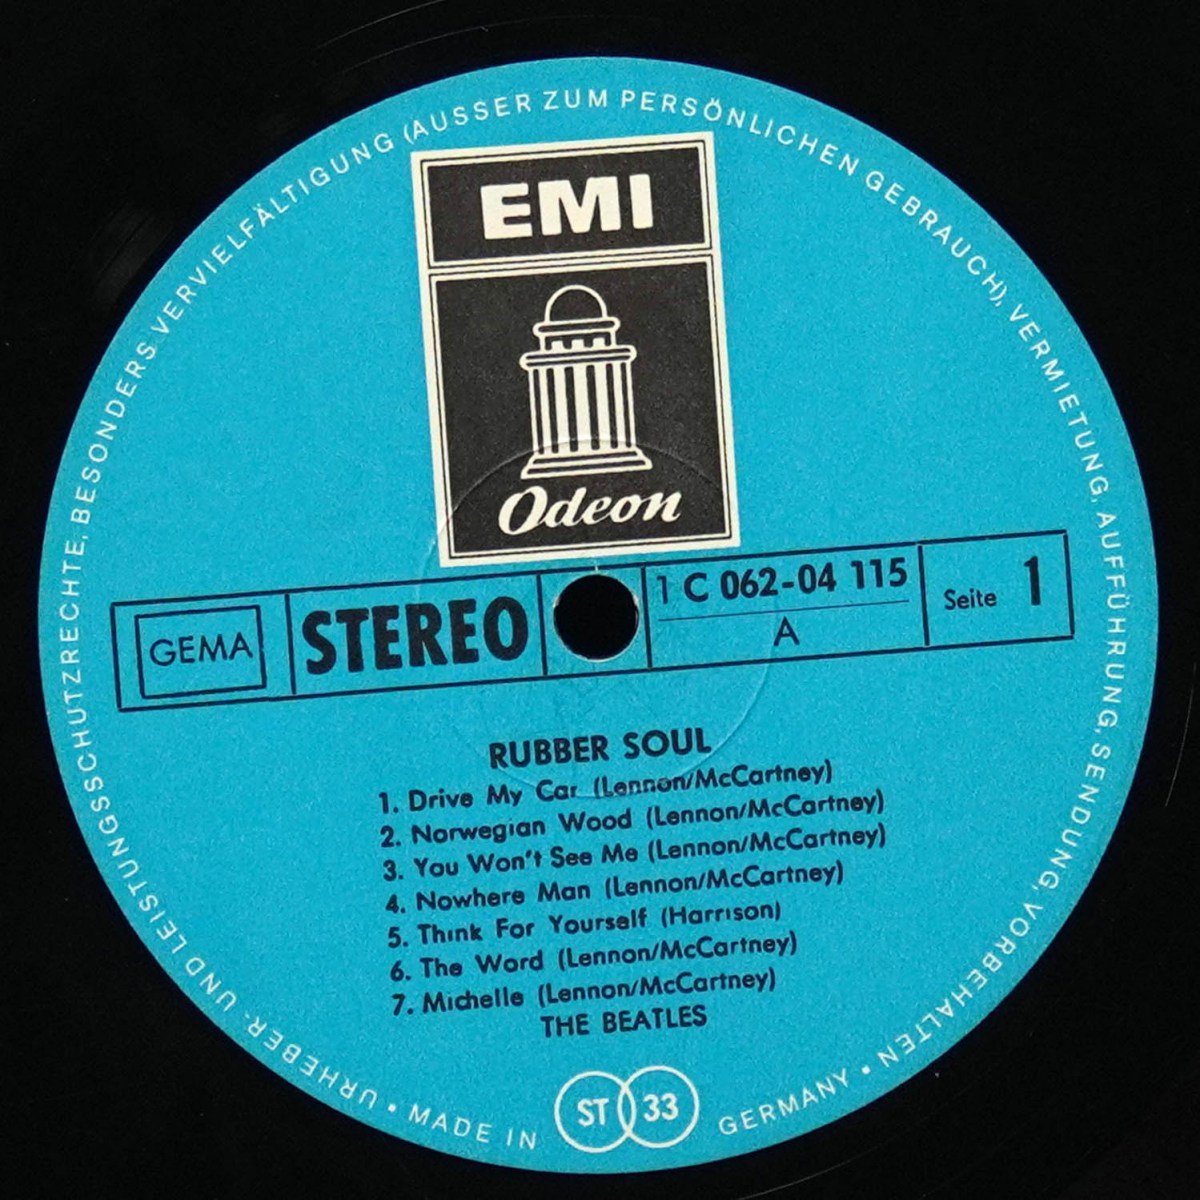 URHEBER- UND LEISTUNGSSCHUTZRECHTE, BESONDERS VERVIELFÄLTIGUNG (AUSSER ZUM PERSÖNLICHEN GEBRAUCH), VERMIETUNG, AUFFÜHRUNG, SENDUNG, VORBEHALTEN •
EMI
Odeon
GEMA
STEREO
1 C 062-04 115
A
Seite 1
RUBBER SOUL
1. Drive My Car (Lennon/McCartney)
2. Norwegian Wood (Lennon/McCartney)
3. You Won't See Me (Lennon/McCartney)
4. Nowhere Man (Lennon/McCartney)
5. Think For Yourself (Harrison)
6. The Word (Lennon/McCartney)
7. Michelle (Lennon/McCartney)
THE BEATLES
• MADE IN
ST 33
GERMANY